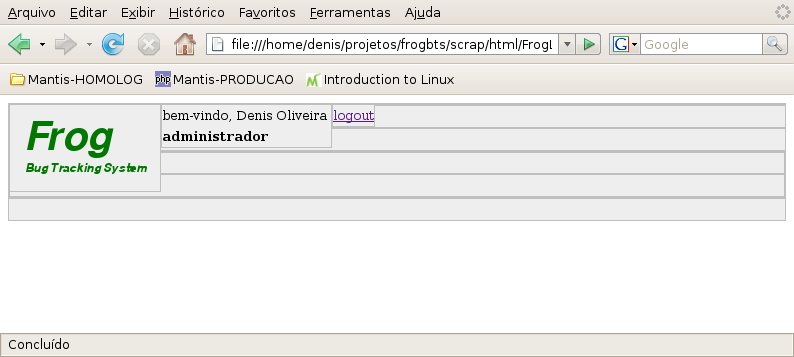 Arquivo Editar Exibir Histórico Favoritos Ferramentas Ajuda
file:///home/denis/projetos/frogbts/scrap/html/FrogL
G Google
Mantis-HOMOLOG php Mantis-PRODUCAO M Introduction to Linux
Frog
Bug Tracking System
bem-vindo, Denis Oliveira logout
administrador
Concluído